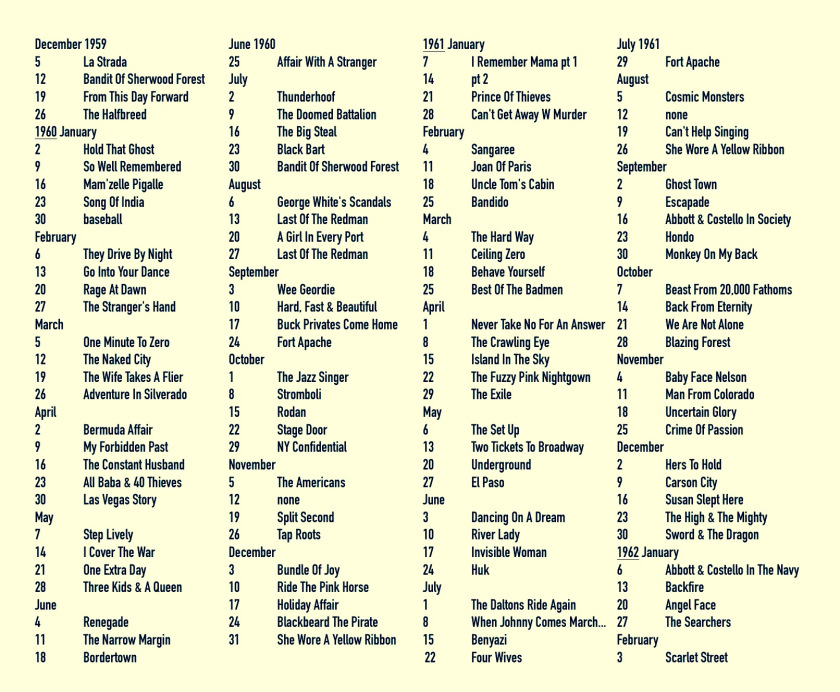 December 1959
5 La Strada
12 Bandit Of Sherwood Forest
19 From This Day Forward
26 The Halfbreed
1960 January
2 Hold That Ghost
9 So Well Remembered
16 Mam'zelle Pigalle
23 Song Of India
30 baseball
February
6 They Drive By Night
13 Go Into Your Dance
20 Rage At Dawn
27 The Stranger's Hand
March
5 One Minute To Zero
12 The Naked City
19 The Wife Takes A Flier
26 Adventure In Silverado
April
2 Bermuda Affair
9 My Forbidden Past
16 The Constant Husband
23 Ali Baba & 40 Thieves
30 Las Vegas Story
May
7 Step Lively
14 I Cover The War
21 One Extra Day
28 Three Kids & A Queen
June
4 Renegade
11 The Narrow Margin
18 Bordertown
June 1960
25 Affair With A Stranger
July
2 Thunderhoof
9 The Doomed Battalion
16 The Big Steal
23 Black Bart
30 Bandit Of Sherwood Forest
August
6 George White's Scandals
13 Last Of The Redman
20 A Girl In Every Port
27 Last Of The Redman
September
3 Wee Geordie
10 Hard, Fast & Beautiful
17 Buck Privates Come Home
24 Fort Apache
October
1 The Jazz Singer
8 Stromboli
15 Rodan
22 Stage Door
29 NY Confidential
November
5 The Americans
12 none
19 Split Second
26 Tap Roots
December
3 Bundle Of Joy
10 Ride The Pink Horse
17 Holiday Affair
24 Blackbeard The Pirate
31 She Wore A Yellow Ribbon
1961 January
7 I Remember Mama pt 1
14 pt 2
21 Prince Of Thieves
28 Can't Get Away W Murder
February
4 Sangaree
11 Joan Of Paris
18 Uncle Tom's Cabin
25 Bandido
March
4 The Hard Way
11 Ceiling Zero
18 Behave Yourself
25 Best Of The Badmen
April
1 Never Take No For An Answer
8 The Crawling Eye
15 Island In The Sky
22 The Fuzzy Pink Nightgown
29 The Exile
May
6 The Set Up
13 Two Tickets To Broadway
20 Underground
27 El Paso
June
3 Dancing On A Dream
10 River Lady
17 Invisible Woman
24 Huk
July
1 The Daltons Ride Again
8 When Johnny Comes March...
15 Benyazi
22 Four Wives
July 1961
29 Fort Apache
August
5 Cosmic Monsters
12 none
19 Can't Help Singing
26 She Wore A Yellow Ribbon
September
2 Ghost Town
9 Escapade
16 Abbott & Costello In Society
23 Hondo
30 Monkey On My Back
October
7 Beast From 20,000 Fathoms
14 Back From Eternity
21 We Are Not Alone
28 Blazing Forest
November
4 Baby Face Nelson
11 Man From Colorado
18 Uncertain Glory
25 Crime Of Passion
December
2 Hers To Hold
9 Carson City
16 Susan Slept Here
23 The High & The Mighty
30 Sword & The Dragon
1962 January
6 Abbott & Costello In The Navy
13 Backfire
20 Angel Face
27 The Searchers
February
3 Scarlet Street